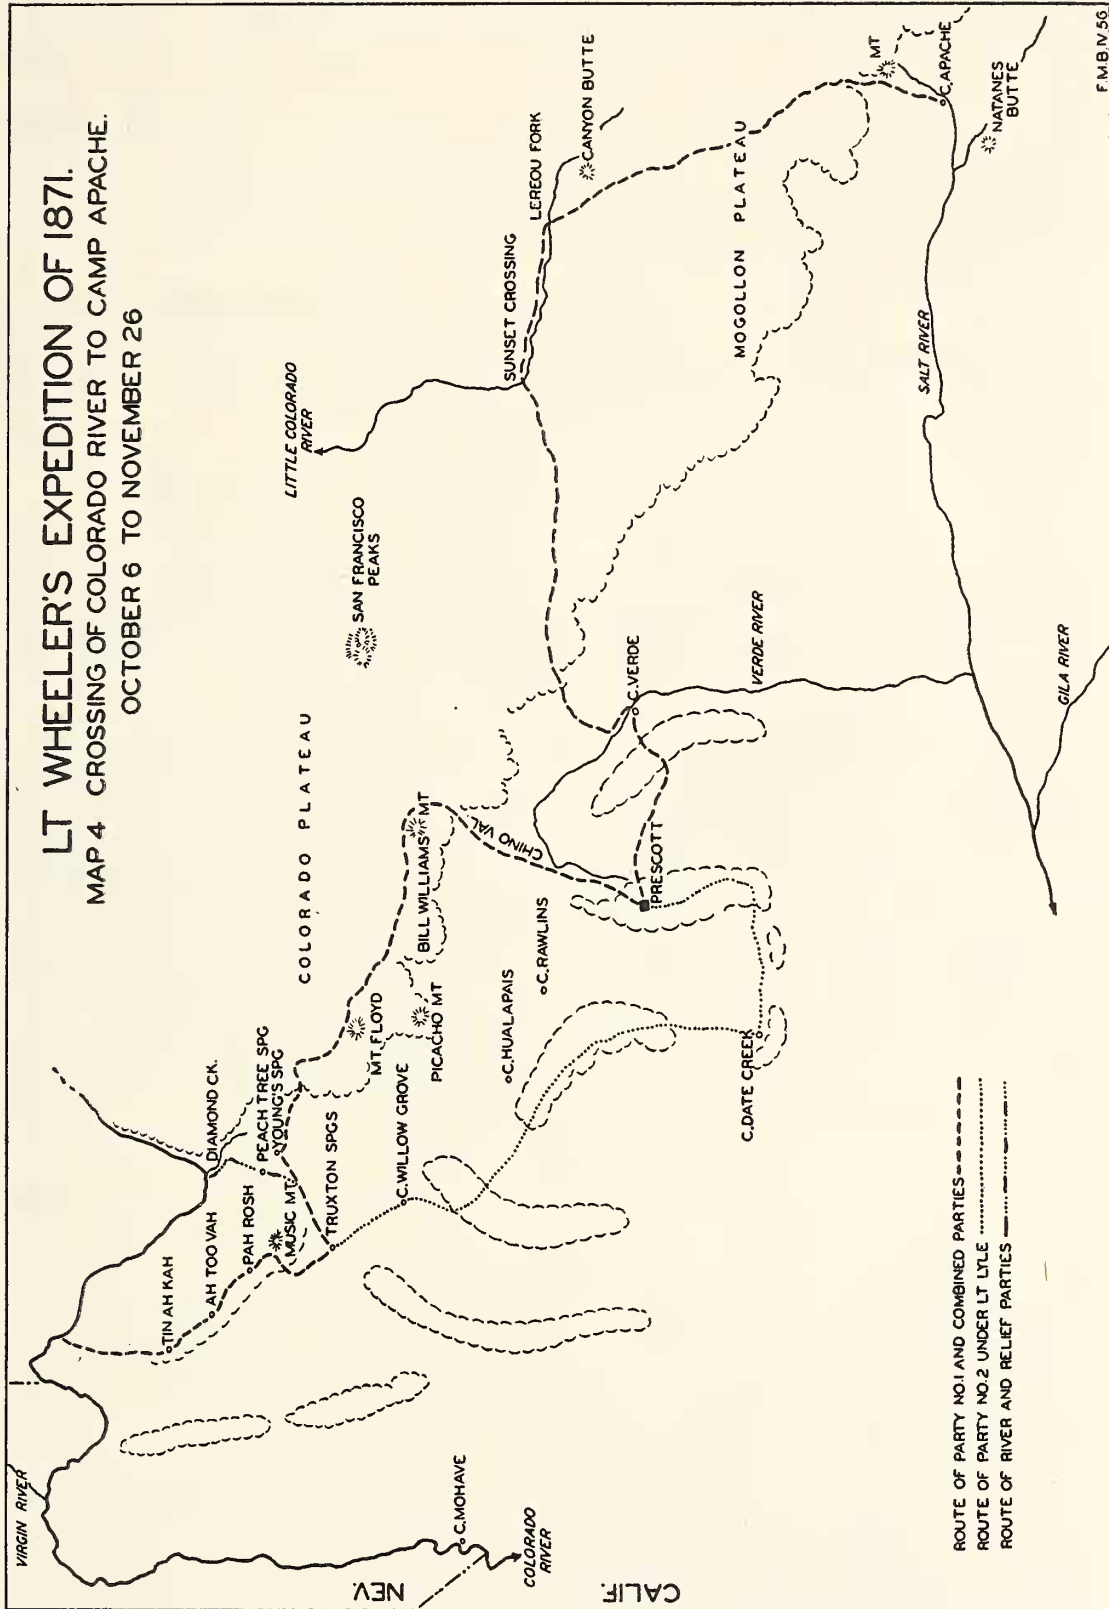 LT WHEELER'S EXPEDITION OF 1871.
MAP 4 CROSSING OF COLORADO RIVER TO CAMP APACHE.
OCTOBER 6 TO NOVEMBER 26
VIRGIN RIVER
NEV.
CALIF.
C. MOHAVE
COLORADO
RIVER
TIN AH KAH
AH TOO VAH
PAH ROSH
MUSIC MT.
DIAMOND CK.
PEACH TREE SPG
YOUNG'S SPG
TRUXTON SPGS
C. WILLOW GROVE
MT. FLOYD
PICACHO MT
COLORADO PLATEAU
BILL WILLIAMS MT
C. HUALAPAIS
C. RAWLINS
CHINO VAL
PRESCOTT
C. DATE CREEK
SAN FRANCISCO
PEAKS
LITTLE COLORADO
RIVER
C. VERDE
VERDE RIVER
SUNSET CROSSING
LEREOU FORK
CANYON BUTTE
MOGOLLON PLATEAU
SALT RIVER
GILA RIVER
MT
C. APACHE
NATANES
BUTTE
ROUTE OF PARTY NO.1 AND COMBINED PARTIES
ROUTE OF PARTY NO.2 UNDER LT LYLE
ROUTE OF RIVER AND RELIEF PARTIES
F.M.B. IV 56